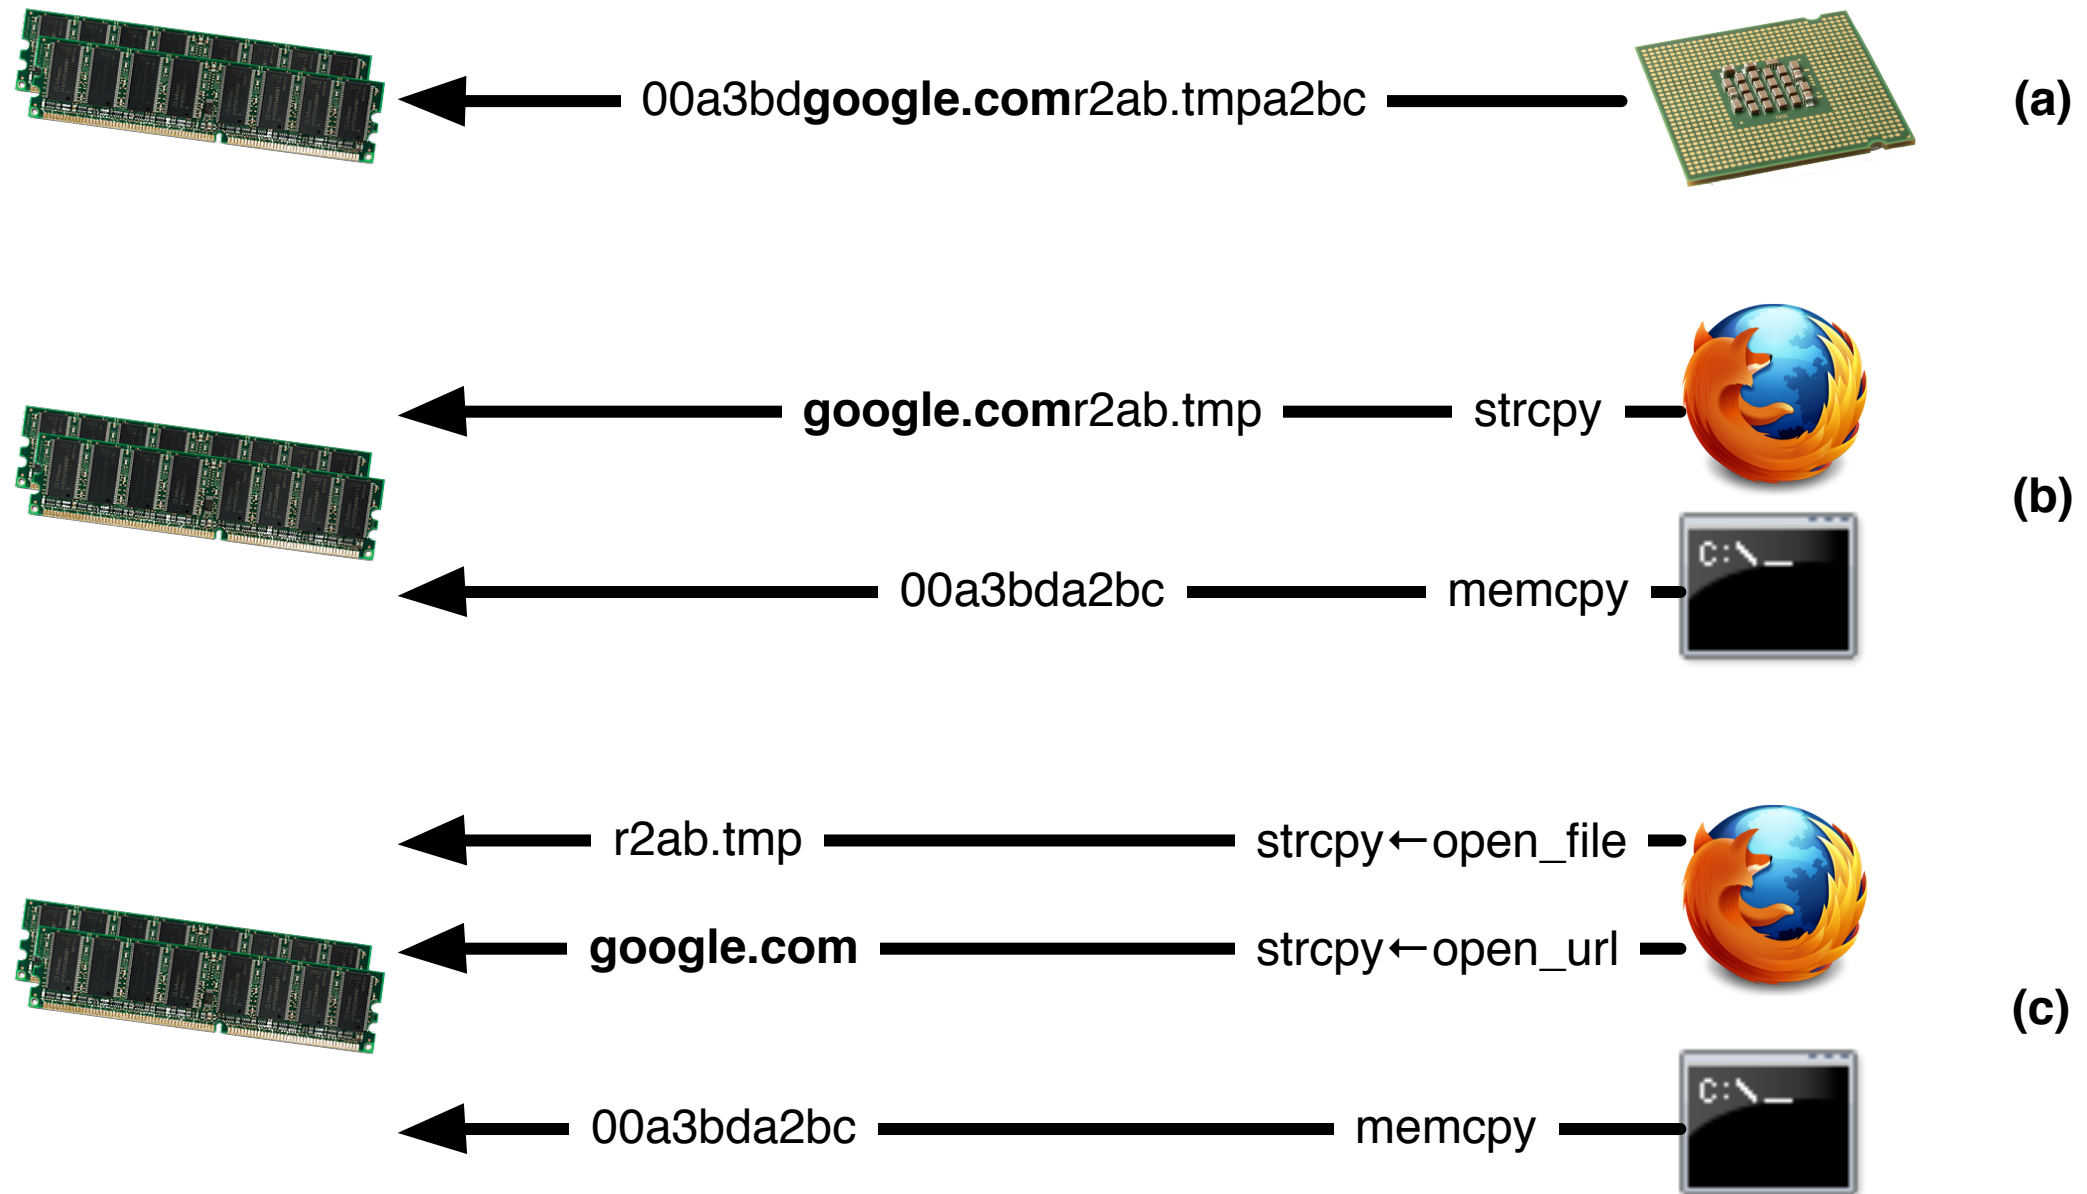 00a3bdgoogle.comr2ab.tmpa2bc (a)
google.comr2ab.tmp strcpy
(b)
C:\_
00a3bda2bc memcpy
r2ab.tmp strcpy←open_file
google.com strcpy←open_url
(c)
C:\_
00a3bda2bc memcpy